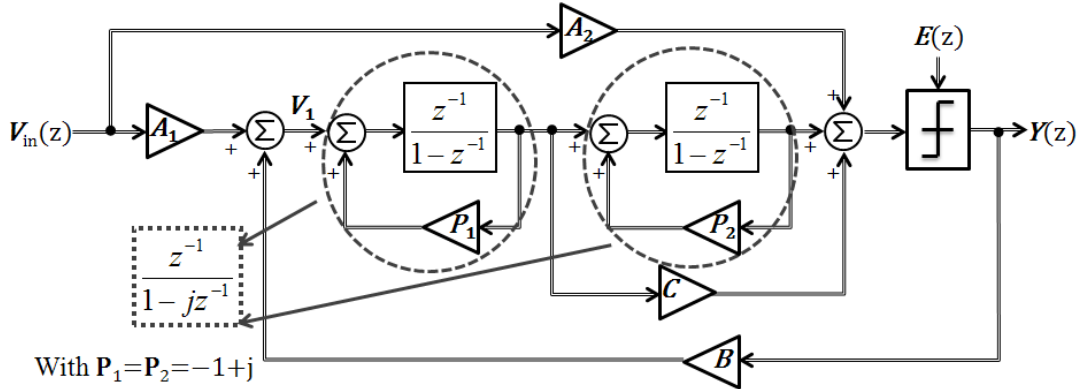 A₂
E(z)
V_in(z)
A₁
Σ
V₁
Σ
z⁻¹
1 − z⁻¹
Σ
z⁻¹
1 − z⁻¹
Σ
Y(z)
+
+
+
+
+
+
+
+
+
P₁
P₂
z⁻¹
1 − jz⁻¹
C
B
With P₁=P₂=−1+j